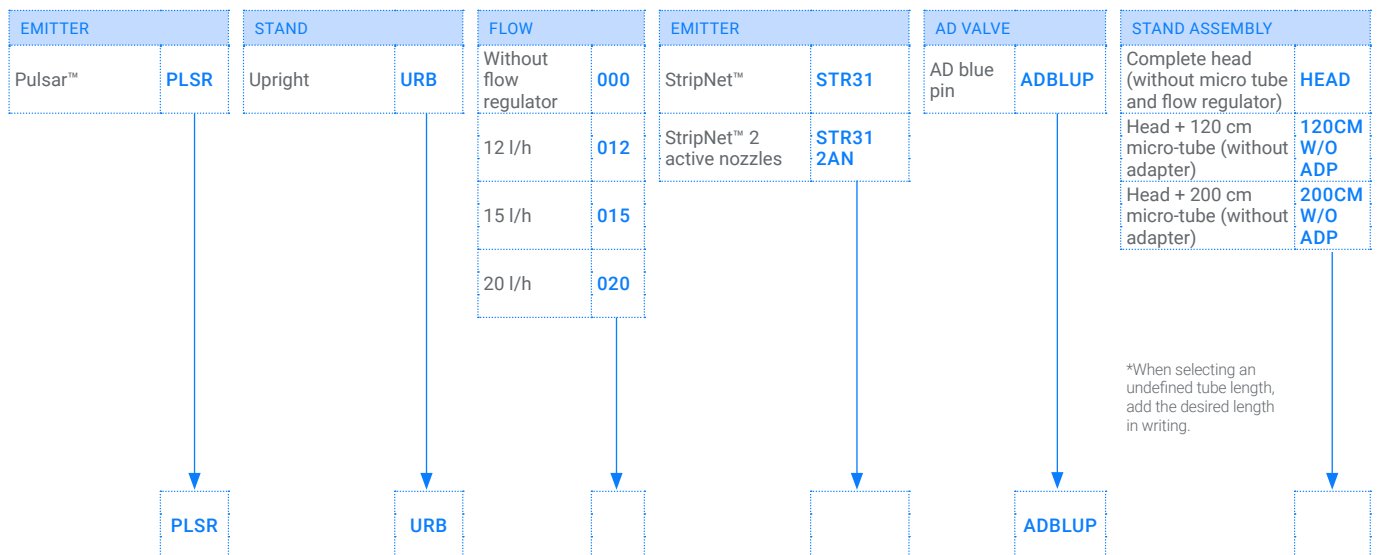 EMITTER
STAND
FLOW
EMITTER
AD VALVE
STAND ASSEMBLY
Pulsar™
PLSR
Upright
URB
Without
flow
regulator
000
StripNet™
STR31
AD blue
pin
ADBLUP
Complete head
(without micro tube
and flow regulator)
HEAD
12 l/h
012
StripNet™ 2
active nozzles
STR31
2AN
Head + 120 cm
micro-tube (without
adapter)
120CM
W/O
ADP
15 l/h
015
Head + 200 cm
micro-tube (without
adapter)
200CM
W/O
ADP
20 l/h
020
*When selecting an
undefined tube length,
add the desired length
in writing.
PLSR
URB
ADBLUP